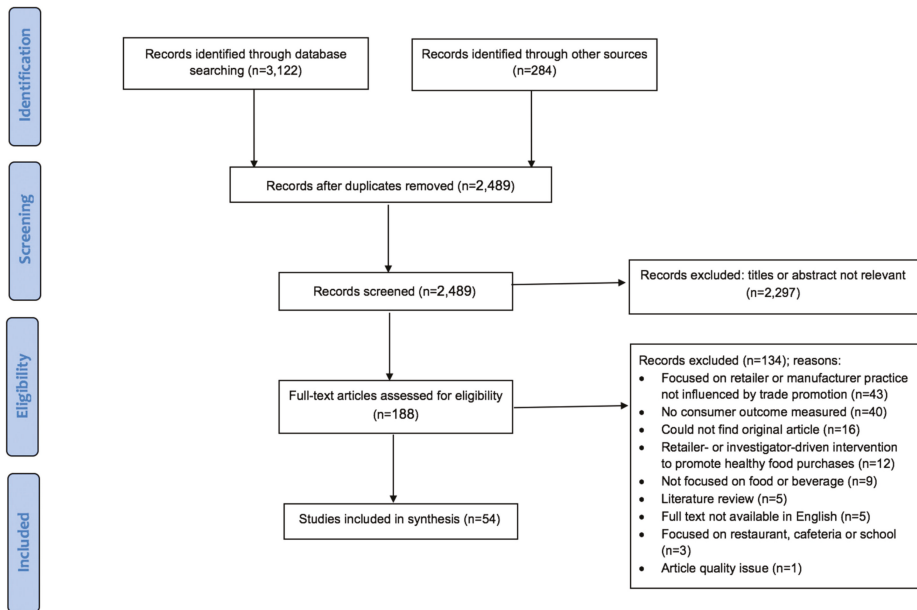 Identification
Records identified through database
searching (n=3,122)
Records identified through other sources
(n=284)
Screening
Records after duplicates removed (n=2,489)
Records screened (n=2,489)
Records excluded: titles or abstract not relevant
(n=2,297)
Eligibility
Full-text articles assessed for eligibility
(n=188)
Records excluded (n=134); reasons:
• Focused on retailer or manufacturer practice
not influenced by trade promotion (n=43)
• No consumer outcome measured (n=40)
• Could not find original article (n=16)
• Retailer- or investigator-driven intervention
to promote healthy food purchases (n=12)
• Not focused on food or beverage (n=9)
• Literature review (n=5)
• Full text not available in English (n=5)
• Focused on restaurant, cafeteria or school
(n=3)
• Article quality issue (n=1)
Included
Studies included in synthesis (n=54)